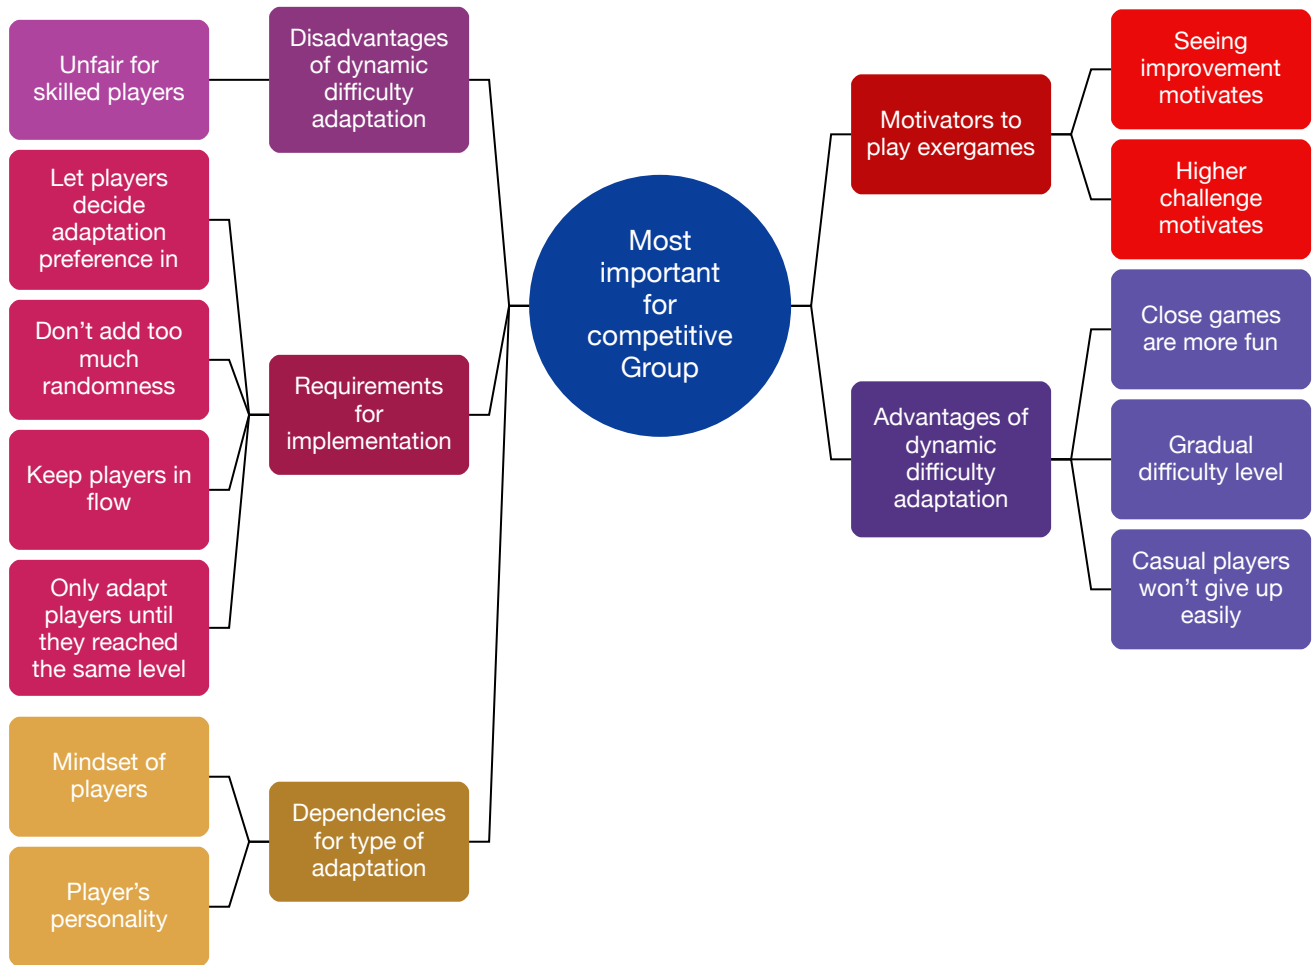 Unfair for
skilled players
Disadvantages
of dynamic
difficulty
adaptation
Let players
decide
adaptation
preference in
Don't add too
much
randomness
Keep players in
flow
Only adapt
players until
they reached
the same level
Requirements
for
implementation
Mindset of
players
Player's
personality
Dependencies
for type of
adaptation
Most
important
for
competitive
Group
Motivators to
play exergames
Seeing
improvement
motivates
Higher
challenge
motivates
Advantages of
dynamic
difficulty
adaptation
Close games
are more fun
Gradual
difficulty level
Casual players
won't give up
easily